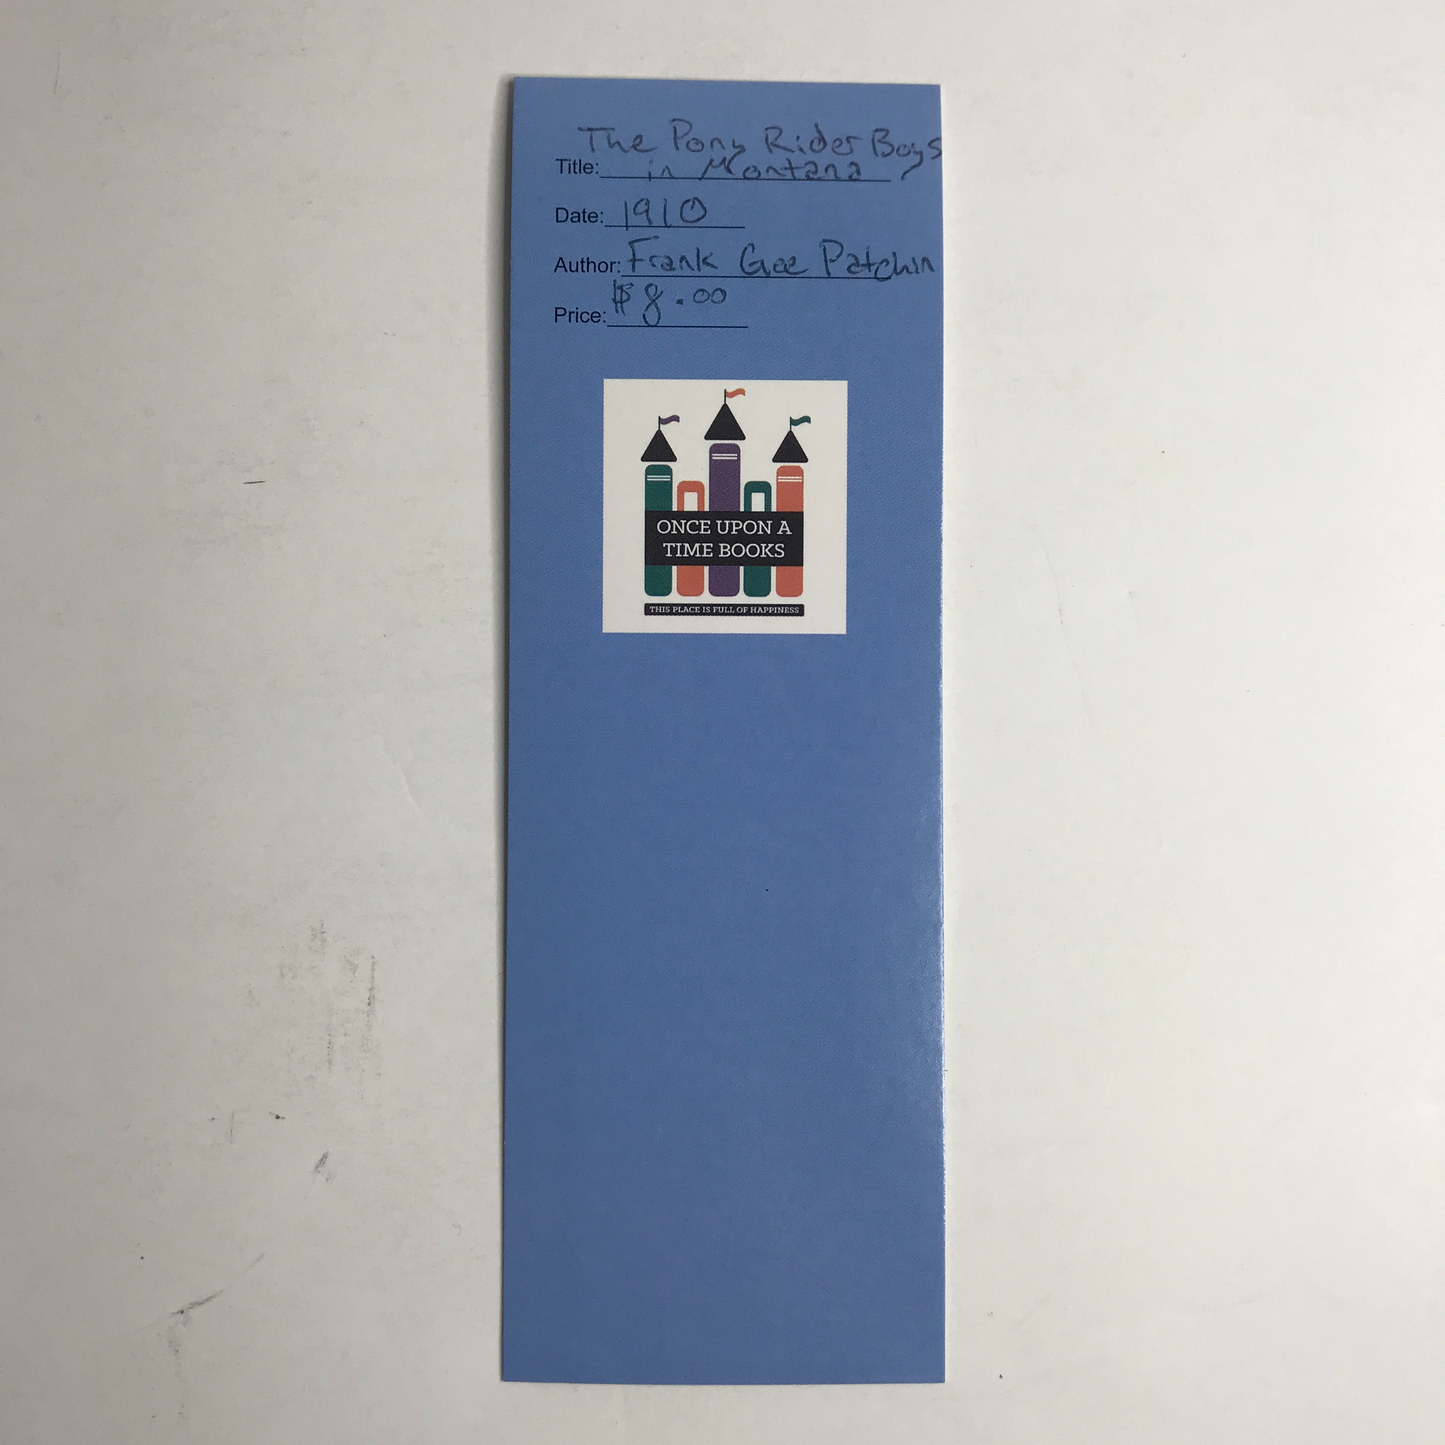 The Pony Rider Boys
Title: in Montana
Date: 1910
Author: Frank Gee Patchin
Price: $8.00
ONCE UPON A
TIME BOOKS
THIS PLACE IS FULL OF HAPPINESS